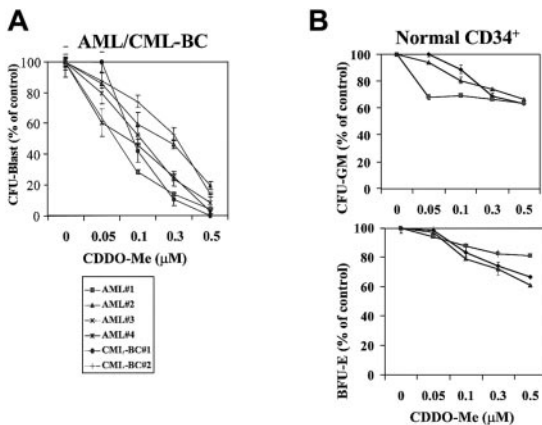 A
AML/CML-BC
CFU-Blast (% of control)
100
80
60
40
20
0
0 0.05 0.1 0.3 0.5
CDDO-Me (μM)
AML#1
AML#2
AML#3
AML#4
CML-BC#1
CML-BC#2
B
Normal CD34+
CFU-GM (% of control)
100
80
60
40
20
0
0 0.05 0.1 0.3 0.5
BFU-E (% of control)
100
80
60
40
20
0
0 0.05 0.1 0.3 0.5
CDDO-Me (μM)